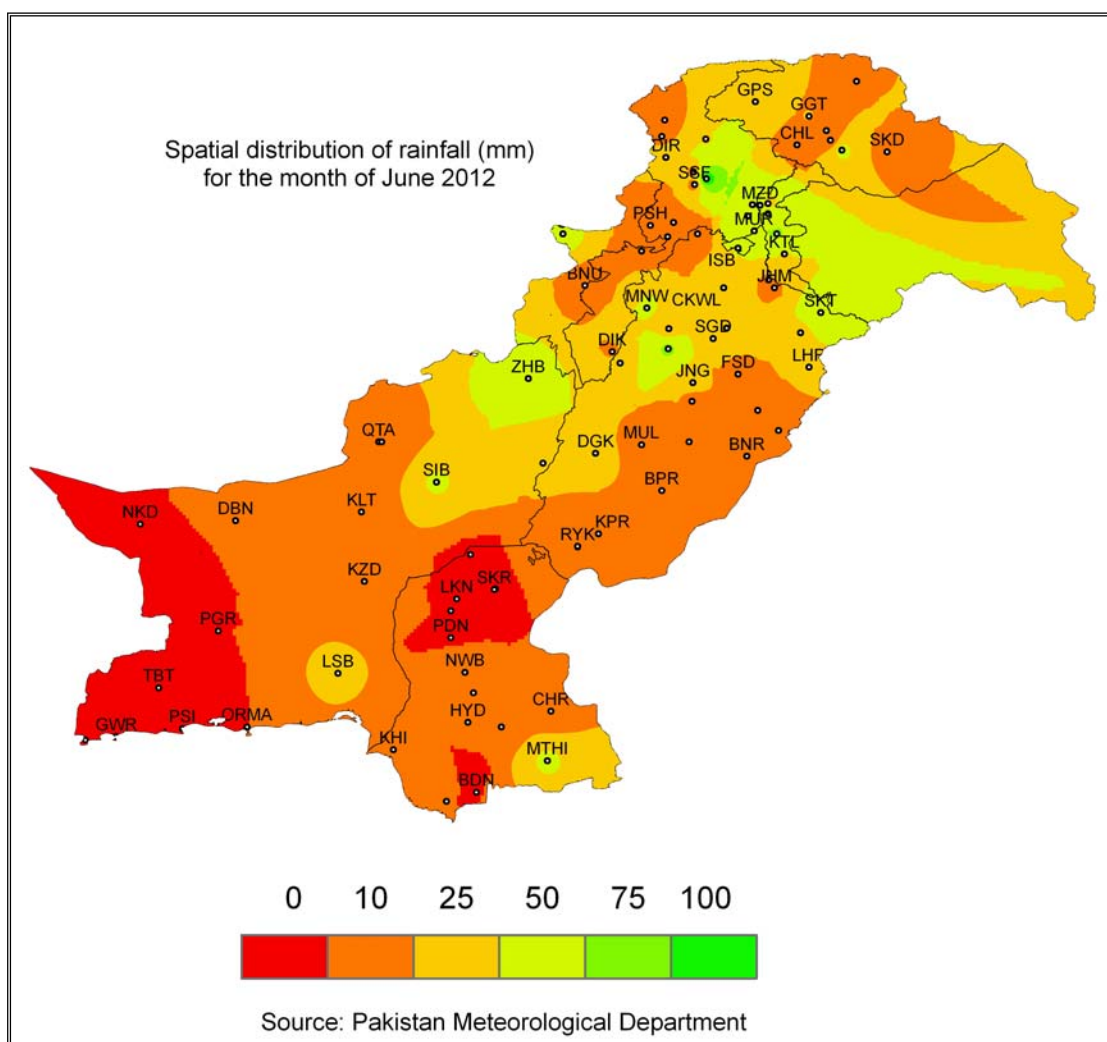 Spatial distribution of rainfall (mm)
for the month of June 2012
GPS
GGT
CHL
SKD
DIR
SSF
MZD
PSH
MUR
KTL
ISB
BNU
JHM
MNW
CKWL
SKT
SGD
DIK
LHR
ZHB
FSD
JNG
QTA
MUL
DGK
BNR
SIB
BPR
NKD
DBN
KLT
KPR
RYK
KZD
SKR
LKN
PGR
PDN
LSB
NWB
TBT
CHR
PSI
ORMA
HYD
GWR
KHI
MTHI
BDN
0 10 25 50 75 100
Source: Pakistan Meteorological Department